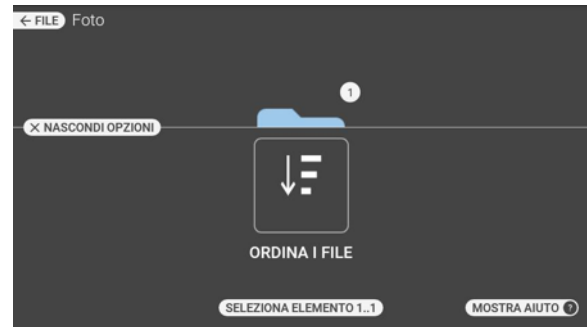 ← FILE Foto
1
× NASCONDI OPZIONI
ORDINA I FILE
SELEZIONA ELEMENTO 1..1
MOSTRA AIUTO ?